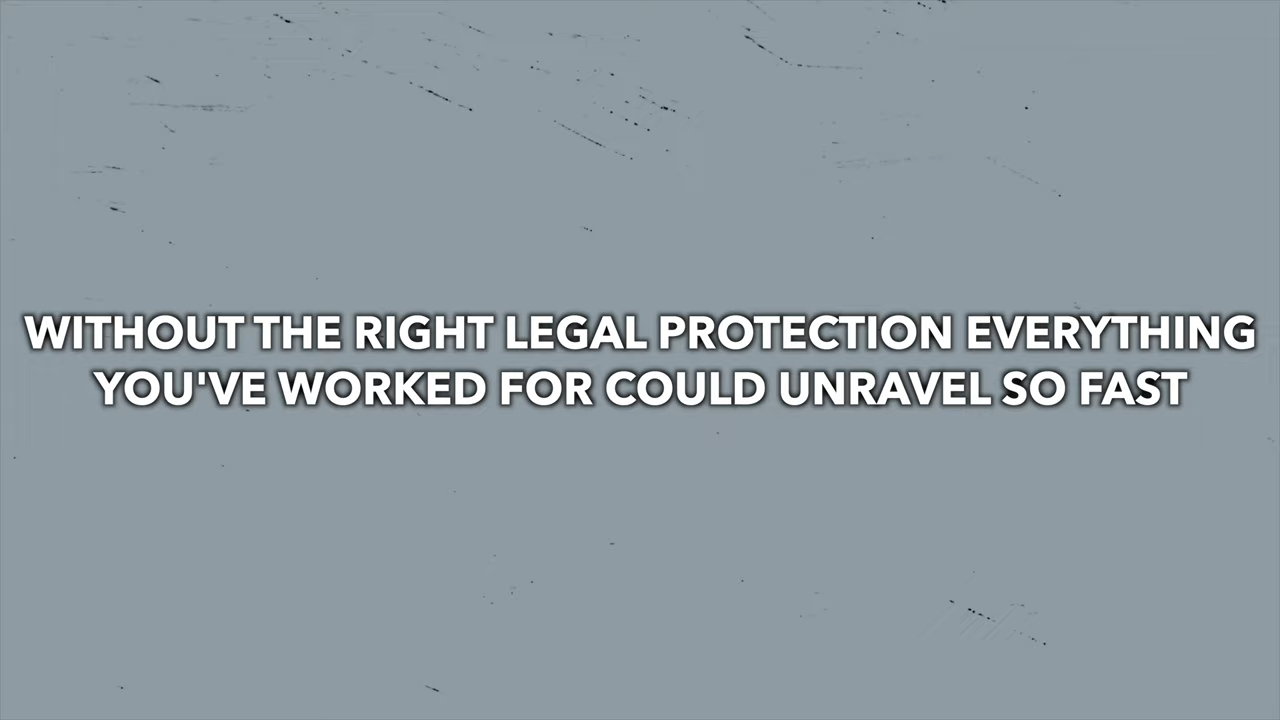 WITHOUT THE RIGHT LEGAL PROTECTION EVERYTHING
YOU'VE WORKED FOR COULD UNRAVEL SO FAST